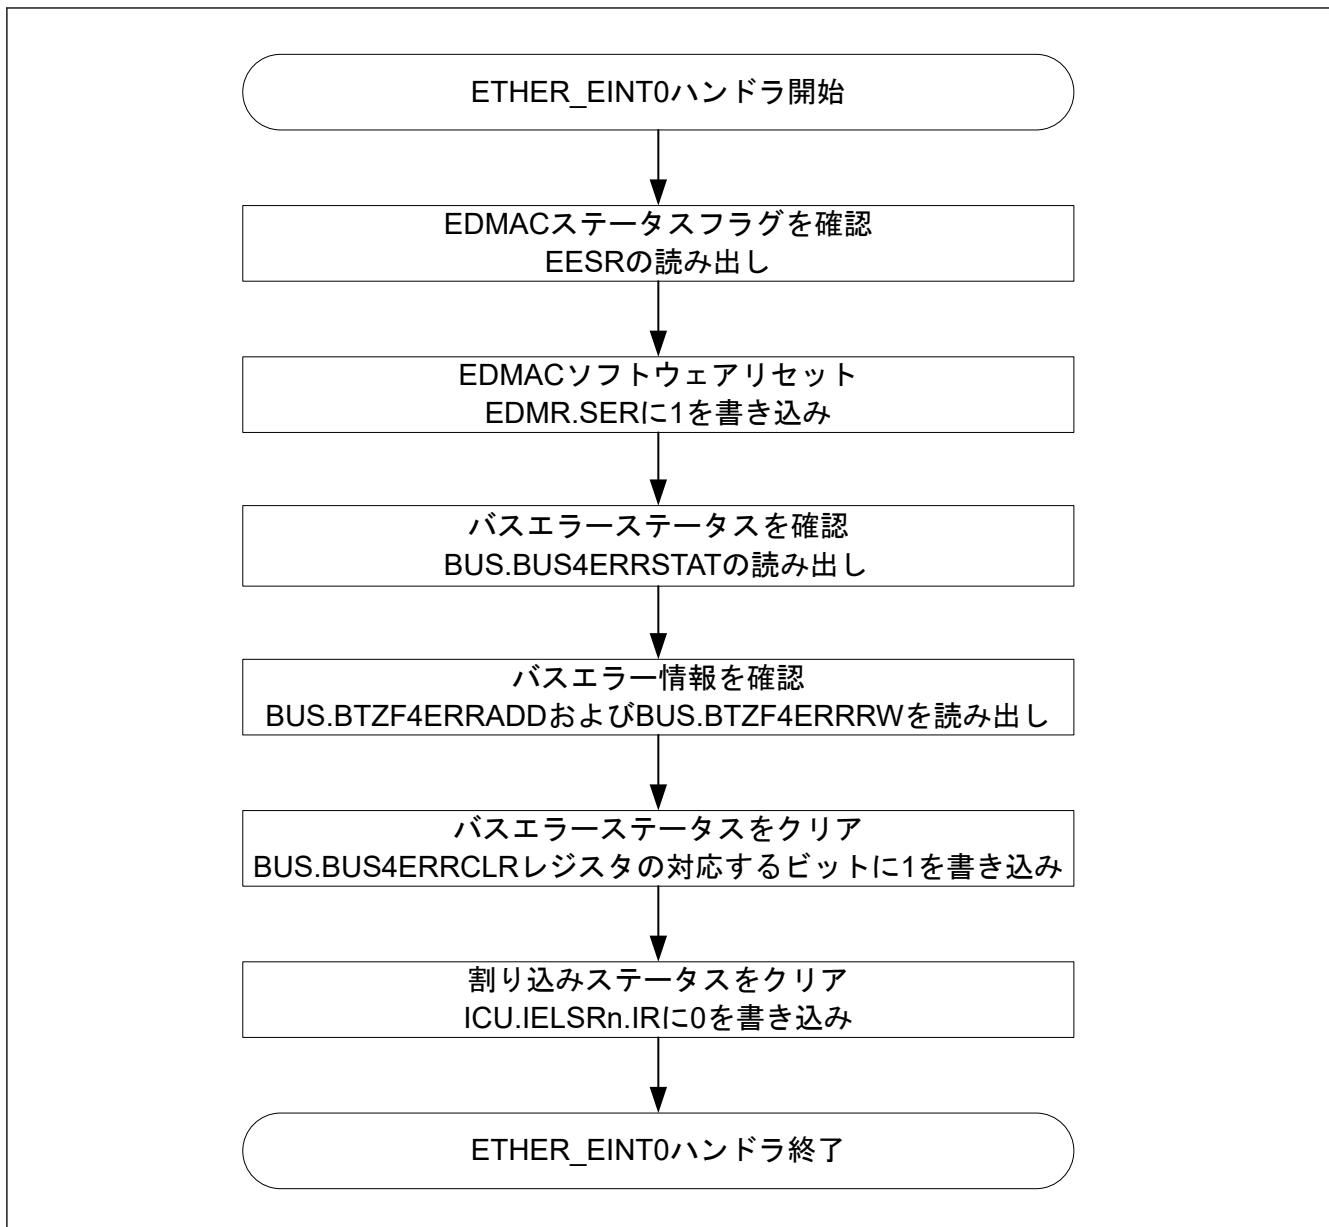 ETHER_EINT0ハンドラ開始
EDMACステータスフラグを確認
EESRの読み出し
EDMACソフトウェアリセット
EDMR.SERに1を書き込み
バスエラーステータスを確認
BUS.BUS4ERRSTATの読み出し
バスエラー情報を確認
BUS.BTZF4ERRADDおよびBUS.BTZF4ERRRWを読み出し
バスエラーステータスをクリア
BUS.BUS4ERRCLRレジスタの対応するビットに1を書き込み
割り込みステータスをクリア
ICU.IELSRn.IRに0を書き込み
ETHER_EINT0ハンドラ終了